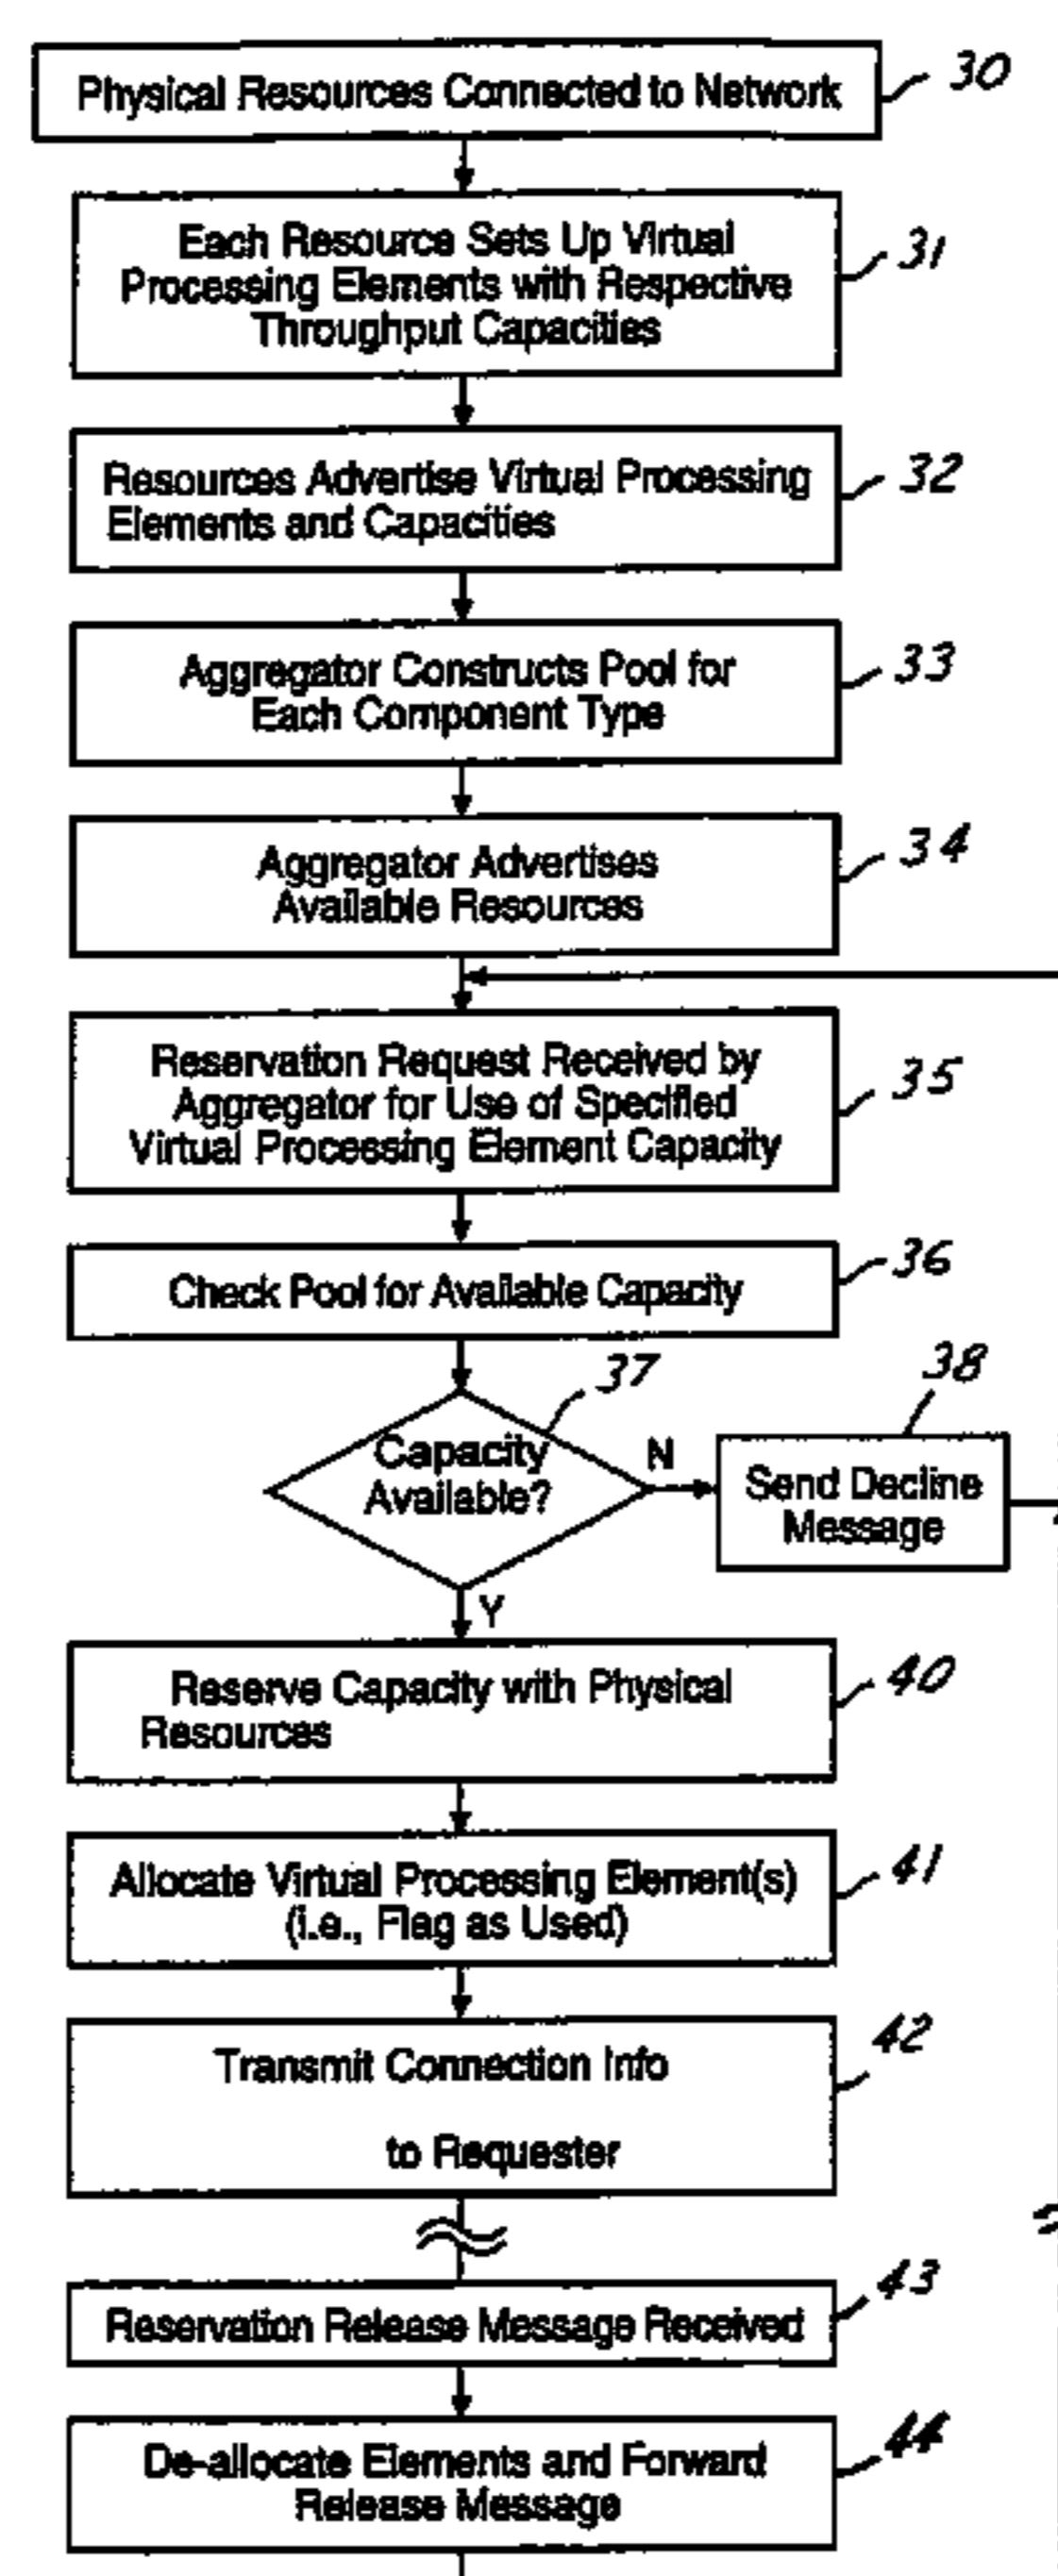 Physical Resources Connected to Network
30
Each Resource Sets Up Virtual
Processing Elements with Respective
Throughput Capacities
31
Resources Advertise Virtual Processing
Elements and Capacities
32
Aggregator Constructs Pool for
Each Component Type
33
Aggregator Advertises
Available Resources
34
Reservation Request Received by
Aggregator for Use of Specified
Virtual Processing Element Capacity
35
Check Pool for Available Capacity
36
37
Capacity
Available?
N
38
Send Decline
Message
Y
Reserve Capacity with Physical
Resources
40
Allocate Virtual Processing Element(s)
(i.e., Flag as Used)
41
Transmit Connection Info
to Requester
42
Reservation Release Message Received
43
De-allocate Elements and Forward
Release Message
44